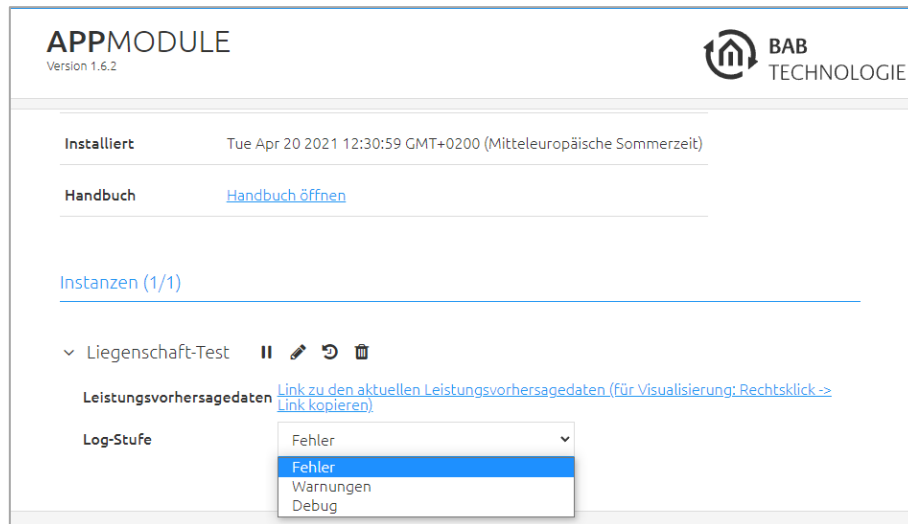 APPMODULE
Version 1.6.2
BAB
TECHNOLOGIE
Installiert Tue Apr 20 2021 12:30:59 GMT+0200 (Mitteleuropäische Sommerzeit)
Handbuch Handbuch öffnen
Instanzen (1/1)
Liegenschaft-Test
Leistungsvorhersagedaten Link zu den aktuellen Leistungsvorhersagedaten (für Visualisierung: Rechtsklick ->
Link kopieren)
Log-Stufe Fehler
Fehler
Warnungen
Debug